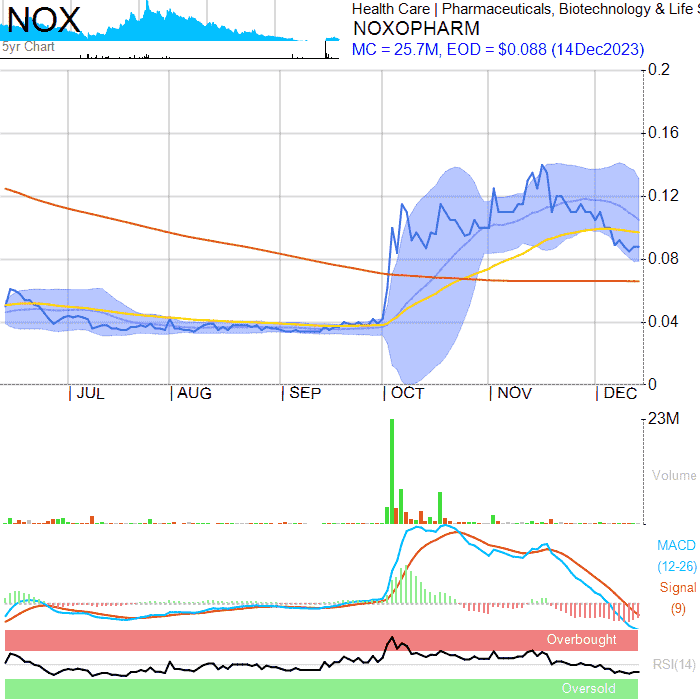 NOX
5yr Chart
Health Care | Pharmaceuticals, Biotechnology & Life S
NOXOPHARM
MC = 25.7M, EOD = $0.088 (14Dec2023)
0.2
0.16
0.12
0.08
0.04
0
JUL AUG SEP OCT NOV DEC
23M
Volume
MACD
(12-26)
Signal
(9)
Overbought
RSI(14)
Oversold